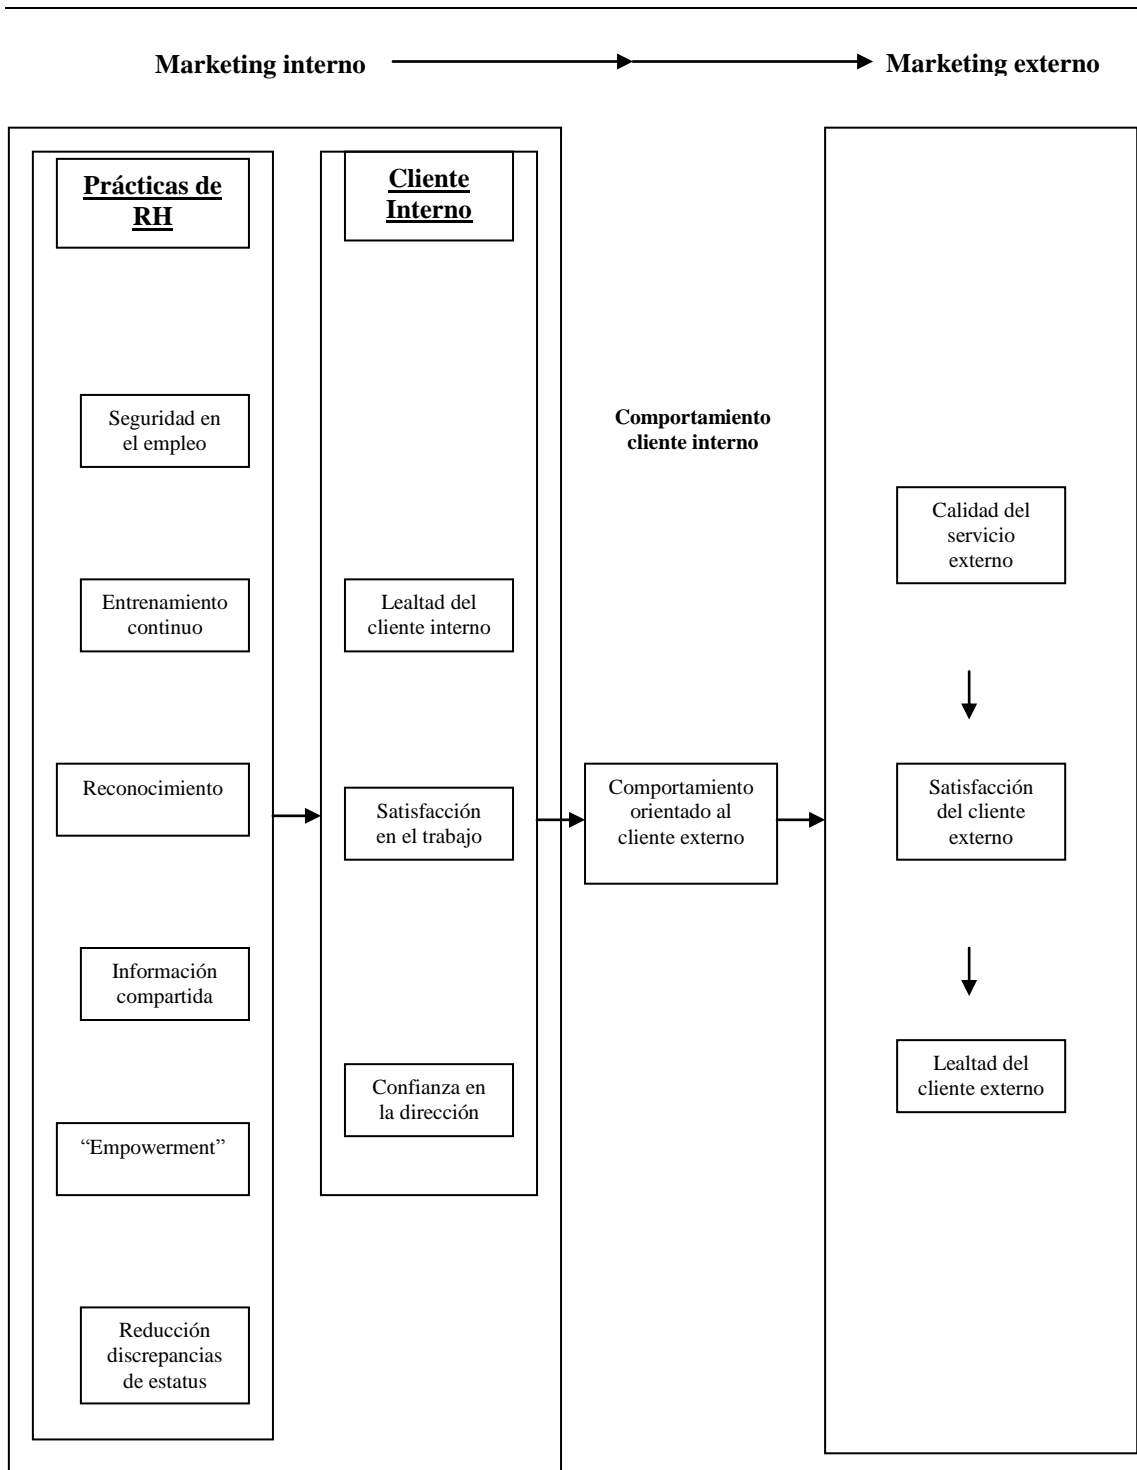 Marketing interno
Marketing externo
Prácticas de
RH
Seguridad en
el empleo
Entrenamiento
continuo
Reconocimiento
Información
compartida
“Empowerment”
Reducción
discrepancias
de estatus
Cliente
Interno
Lealtad del
cliente interno
Satisfacción
en el trabajo
Confianza en
la dirección
Comportamiento
cliente interno
Comportamiento
orientado al
cliente externo
Calidad del
servicio
externo
Satisfacción
del cliente
externo
Lealtad del
cliente externo